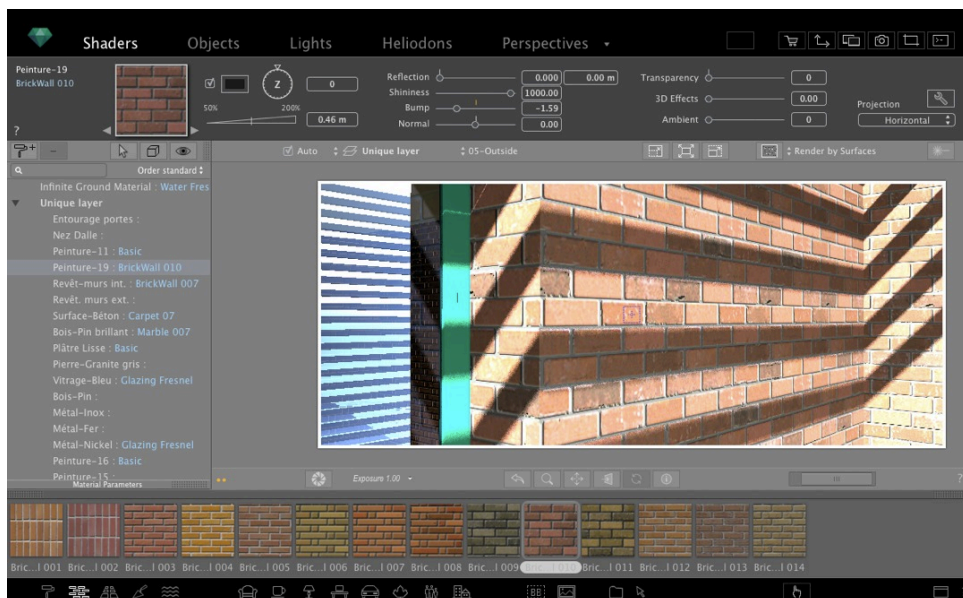 Shaders Objects Lights Heliodons Perspectives
Peinture-19
BrickWall 010
?
50% 200%
Z
0
0.46 m
Reflection 0.000 0.00 m
Shininess 1000.00
Bump -1.59
Normal 0.00
Transparency 0
3D Effects 0.00
Ambient 0
Projection
Horizontal
Auto Unique layer 05-Outside Render by Surfaces
Order standard
Infinite Ground Material : Water Fres
Unique layer
Entourage portes :
Nez Dalle :
Peinture-11 : Basic
Peinture-19 : BrickWall 010
Revêt-murs int. : BrickWall 007
Revêt. murs ext. :
Surface-Béton : Carpet 07
Bois-Pin brillant : Marble 007
Plâtre Lisse : Basic
Pierre-Granite gris :
Vitrage-Bleu : Glazing Fresnel
Bois-Pin :
Métal-Inox :
Métal-Fer :
Métal-Nickel : Glazing Fresnel
Peinture-16 : Basic
Peinture-15 :
Material Parameters
Exposure 1.00
?
Bric...l 001 Bric...l 002 Bric...l 003 Bric...l 004 Bric...l 005 Bric...l 006 Bric...l 007 Bric...l 008 Bric...l 009 Bric...l 010 Bric...l 011 Bric...l 012 Bric...l 013 Bric...l 014